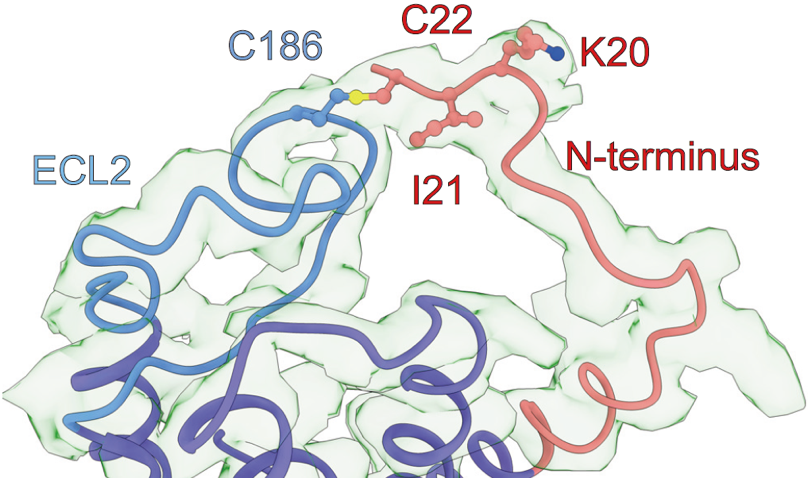 C22
C186
K20
ECL2
N-terminus
I21